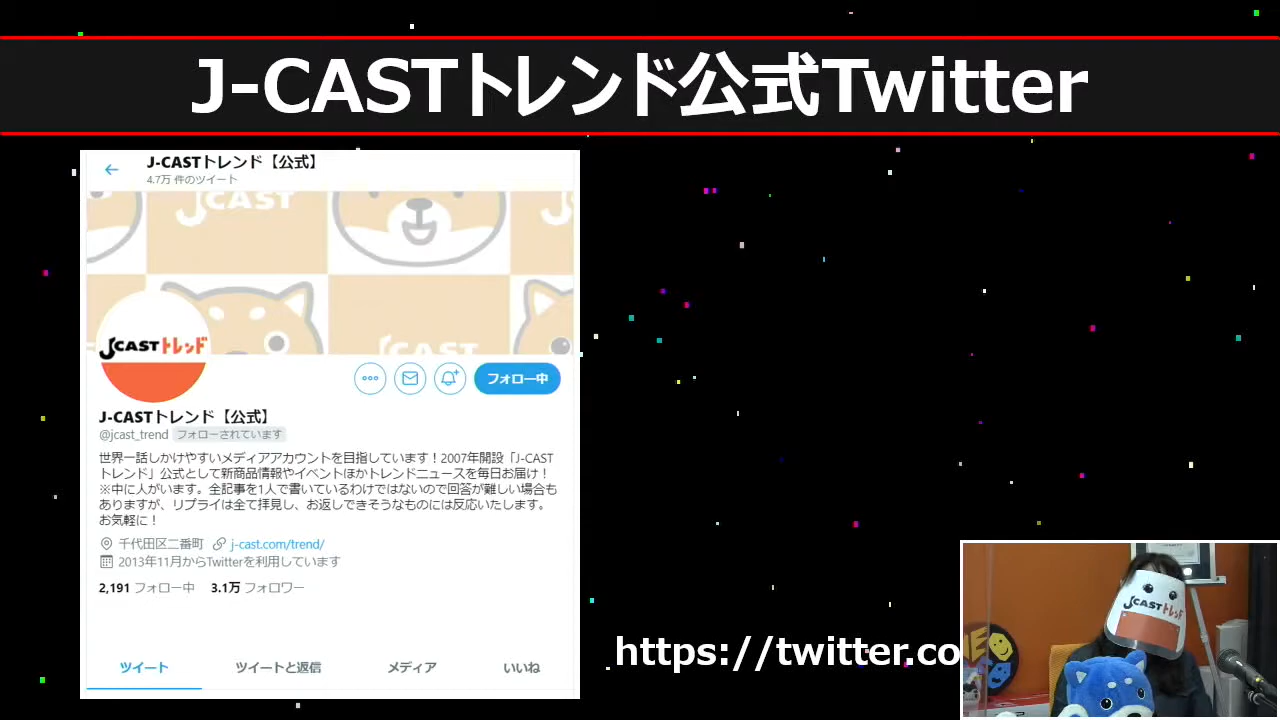 J-CASTトレンド公式Twitter
J-CASTトレンド【公式】
4.7万 件のツイート
JCAST
JCAST
JCASTトレンド
フォロー中
J-CASTトレンド【公式】
@jcast_trend フォローされています
世界一話しかけやすいメディアアカウントを目指しています！2007年開設「J-CAST
トレンド」公式として新商品情報やイベントほかトレンドニュースを毎日お届け！
※中に人がいます。全記事を1人で書いているわけではないので回答が難しい場合も
ありますが、リプライは全て拝見し、お返しできそうなものには反応いたします。
お気軽に！
千代田区二番町 j-cast.com/trend/
2013年11月からTwitterを利用しています
2,191 フォロー中 3.1万 フォロワー
ツイート ツイートと返信 メディア いいね
https://twitter.co
JCASTトレンド